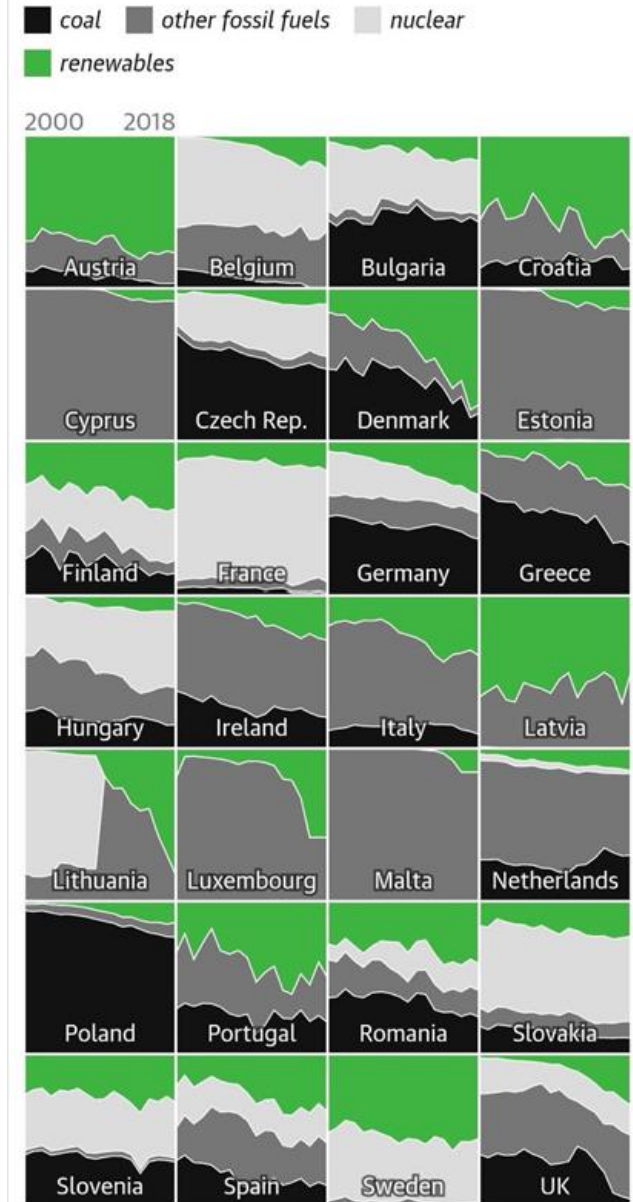 coal other fossil fuels nuclear
renewables
2000 2018
Austria Belgium Bulgaria Croatia
Cyprus Czech Rep. Denmark Estonia
Finland France Germany Greece
Hungary Ireland Italy Latvia
Lithuania Luxembourg Malta Netherlands
Poland Portugal Romania Slovakia
Slovenia Spain Sweden UK